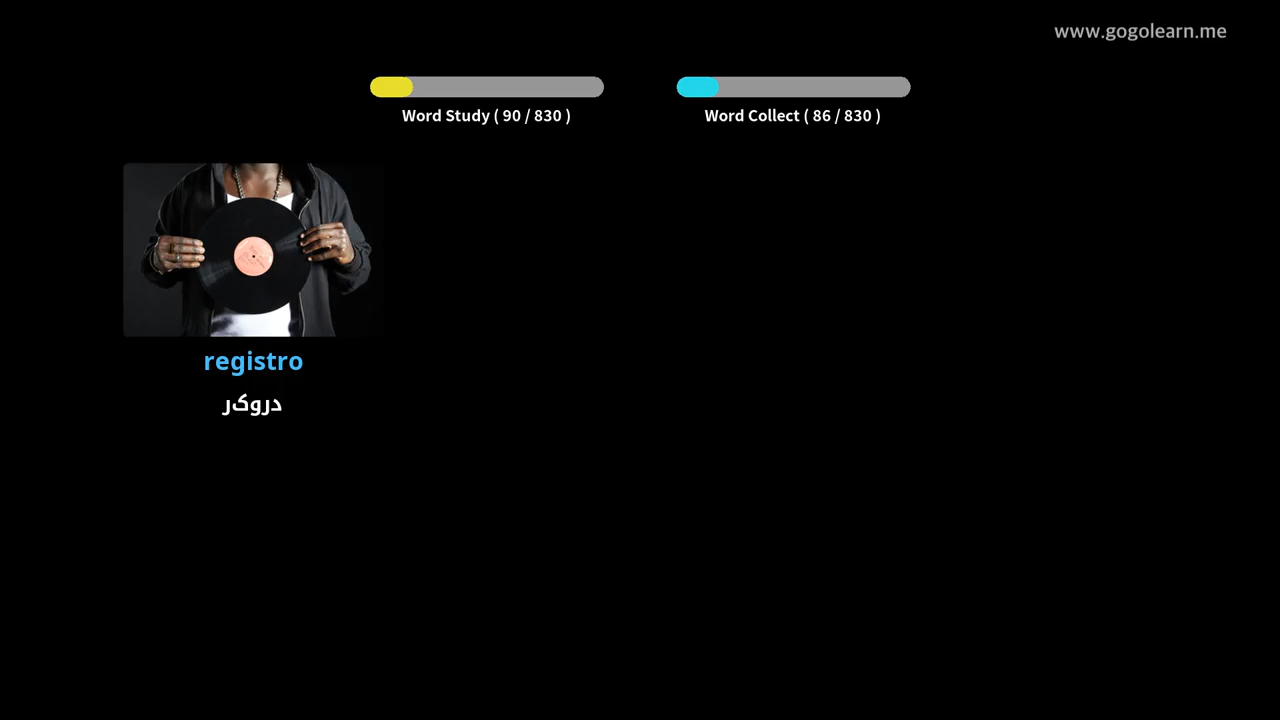 www.gogolearn.me
Word Study ( 90 / 830 )
Word Collect ( 86 / 830 )
registro
دروکر